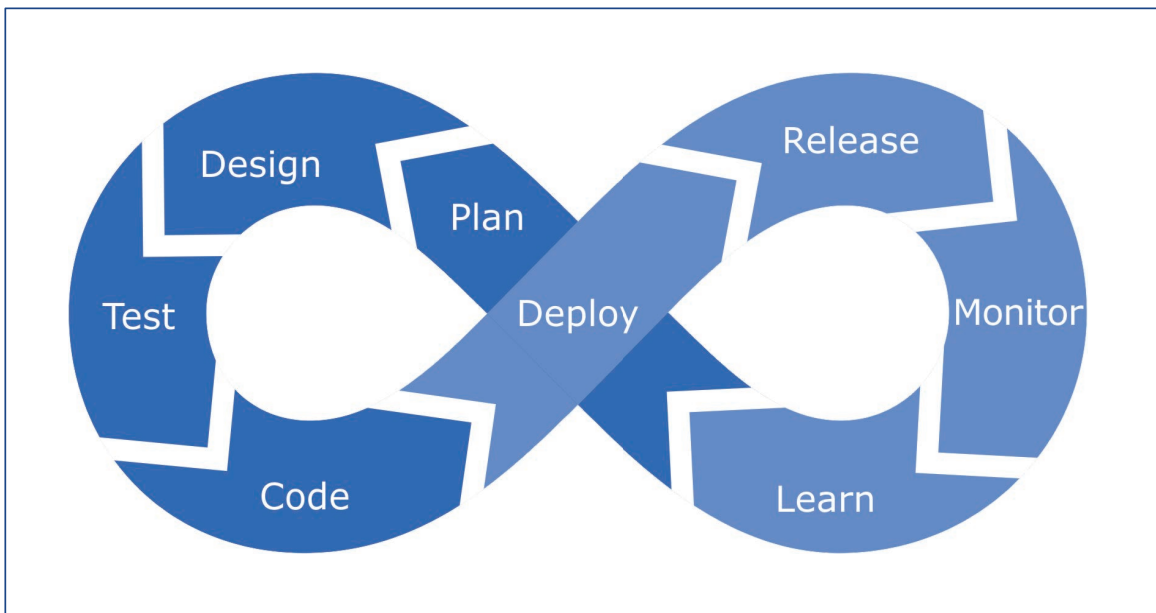 Design
Plan
Release
Test
Deploy
Monitor
Code
Learn